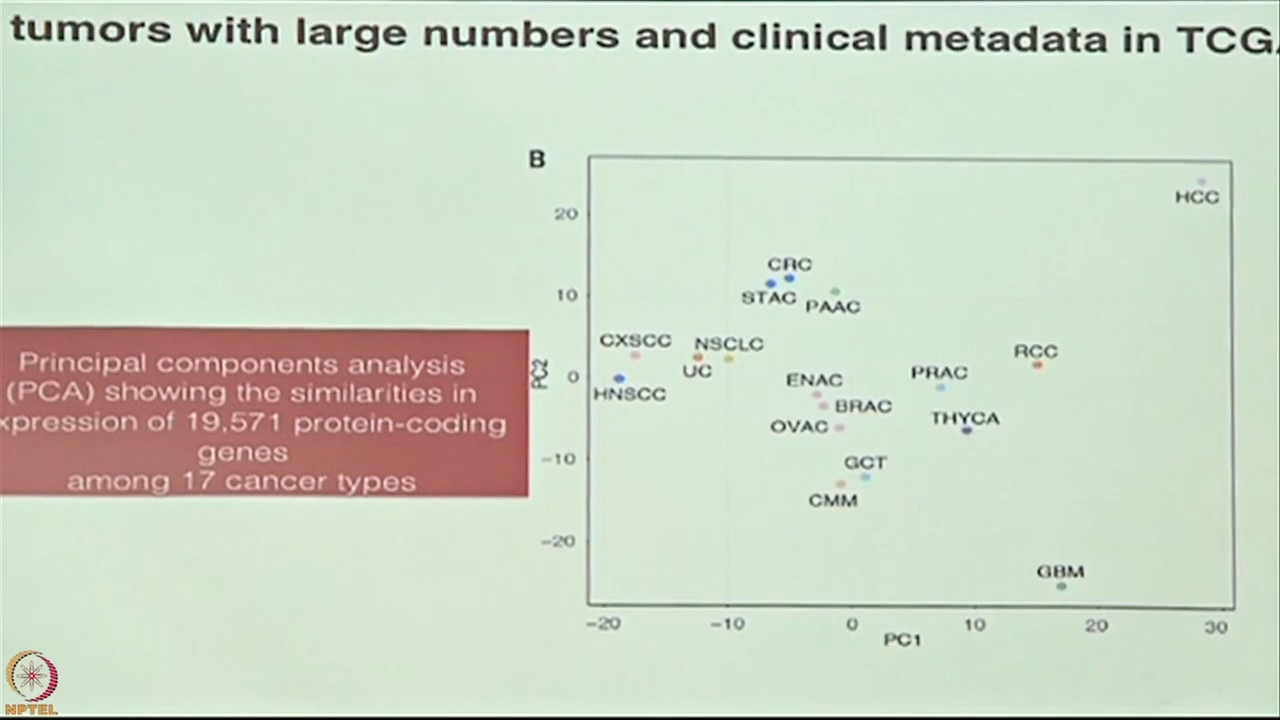 tumors with large numbers and clinical metadata in TCG
B
HCC
20
CRC
10
STAC PAAC
CXSCC NSCLC
RCC
Principal components analysis
(PCA) showing the similarities in
xpression of 19,571 protein-coding
genes
among 17 cancer types
PC2
0
UC
PRAC
ENAC
HNSCC
BRAC
THYCA
OVAC
-10
GCT
CMM
-20
GBM
-20 -10 0 10 20 30
PC1
NPTEL